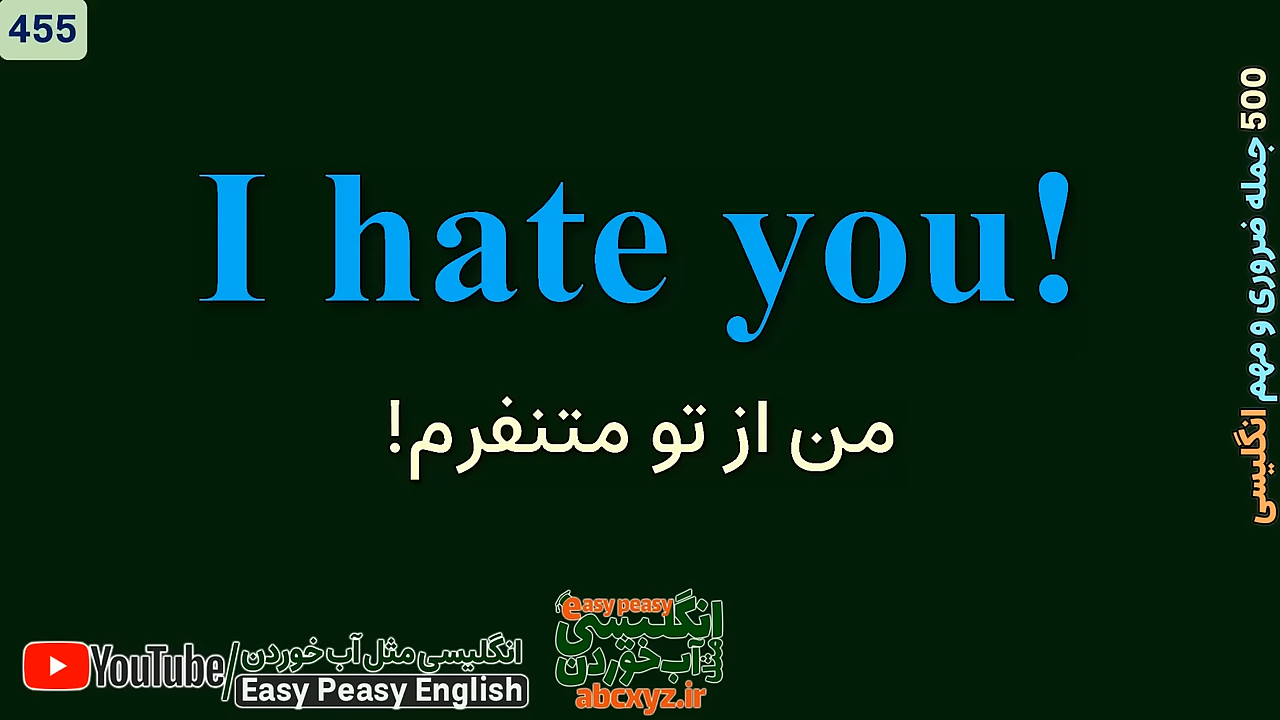 455
I hate you!
من از تو متنفرم!
500 جمله ضروری و مهم انگلیسی
YouTube/انگلیسی مثل آب خوردن
Easy Peasy English
easy peasy
انگلیسی
مثل آب خوردن
abcxyz.ir